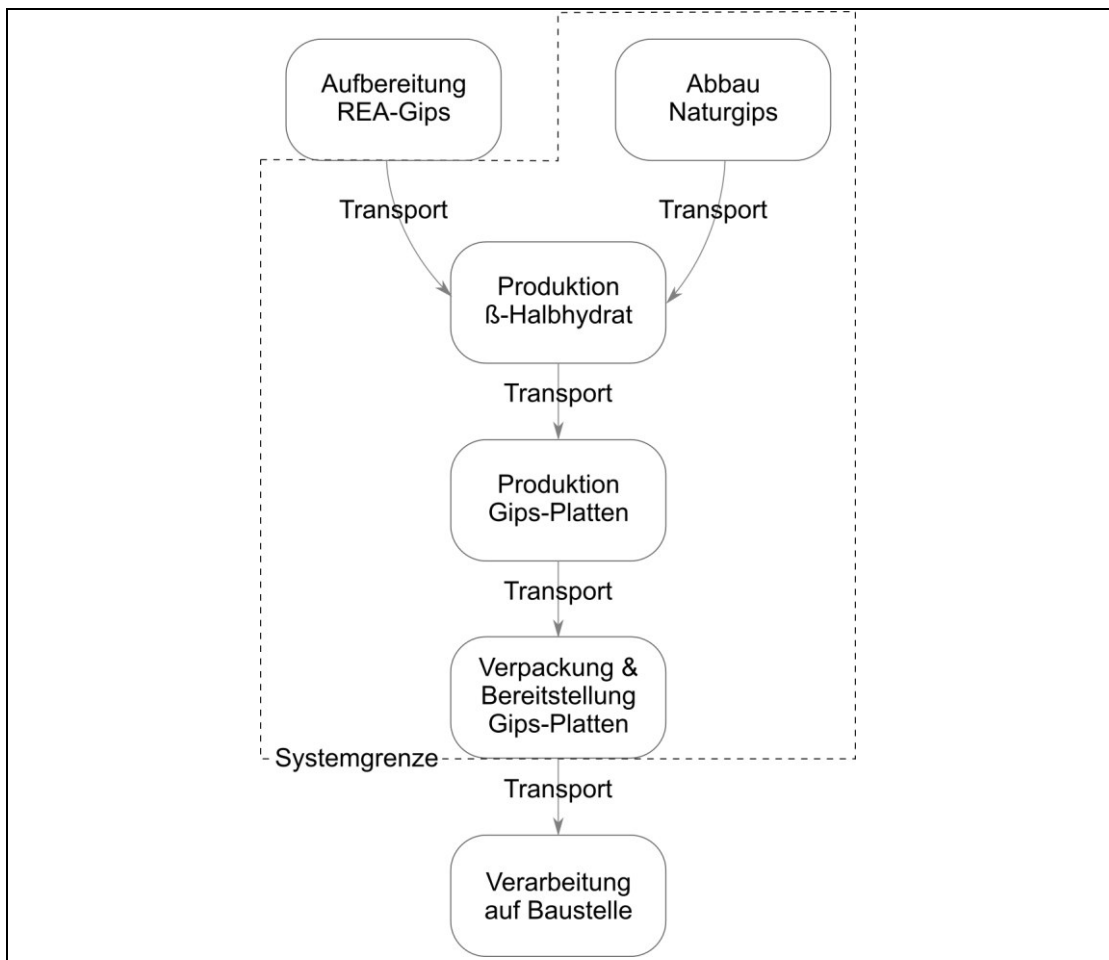 Aufbereitung
REA-Gips
Abbau
Naturgips
Transport
Transport
Produktion
ß-Halbhydrat
Transport
Produktion
Gips-Platten
Transport
Verpackung &
Bereitstellung
Gips-Platten
Systemgrenze
Transport
Verarbeitung
auf Baustelle